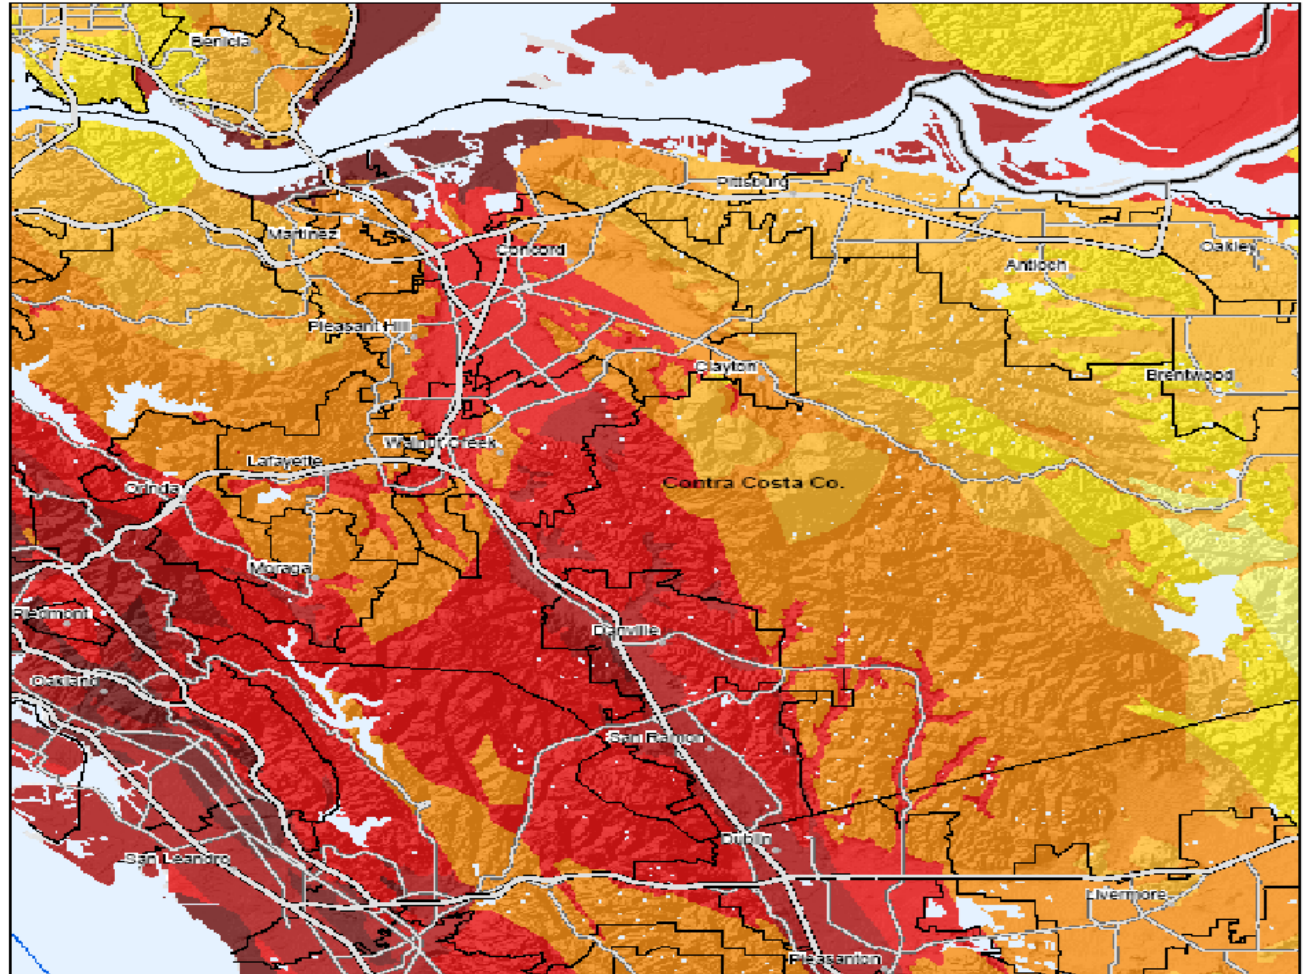 Benicia
Pittsburg
Martinez
Concord
Oakley
Antioch
Pleasant Hill
Clayton
Brentwood
Walnut Creek
Lafayette
Contra Costa Co.
Orinda
Moraga
Piedmont
Danville
Oakland
San Ramon
Dublin
San Leandro
Livermore
Pleasanton